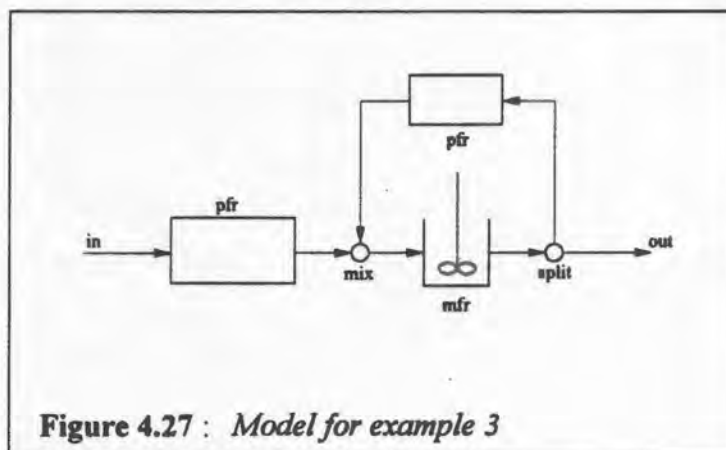 pfr
pfr
in
mix
mfr
split
out
Figure 4.27 : Model for example 3